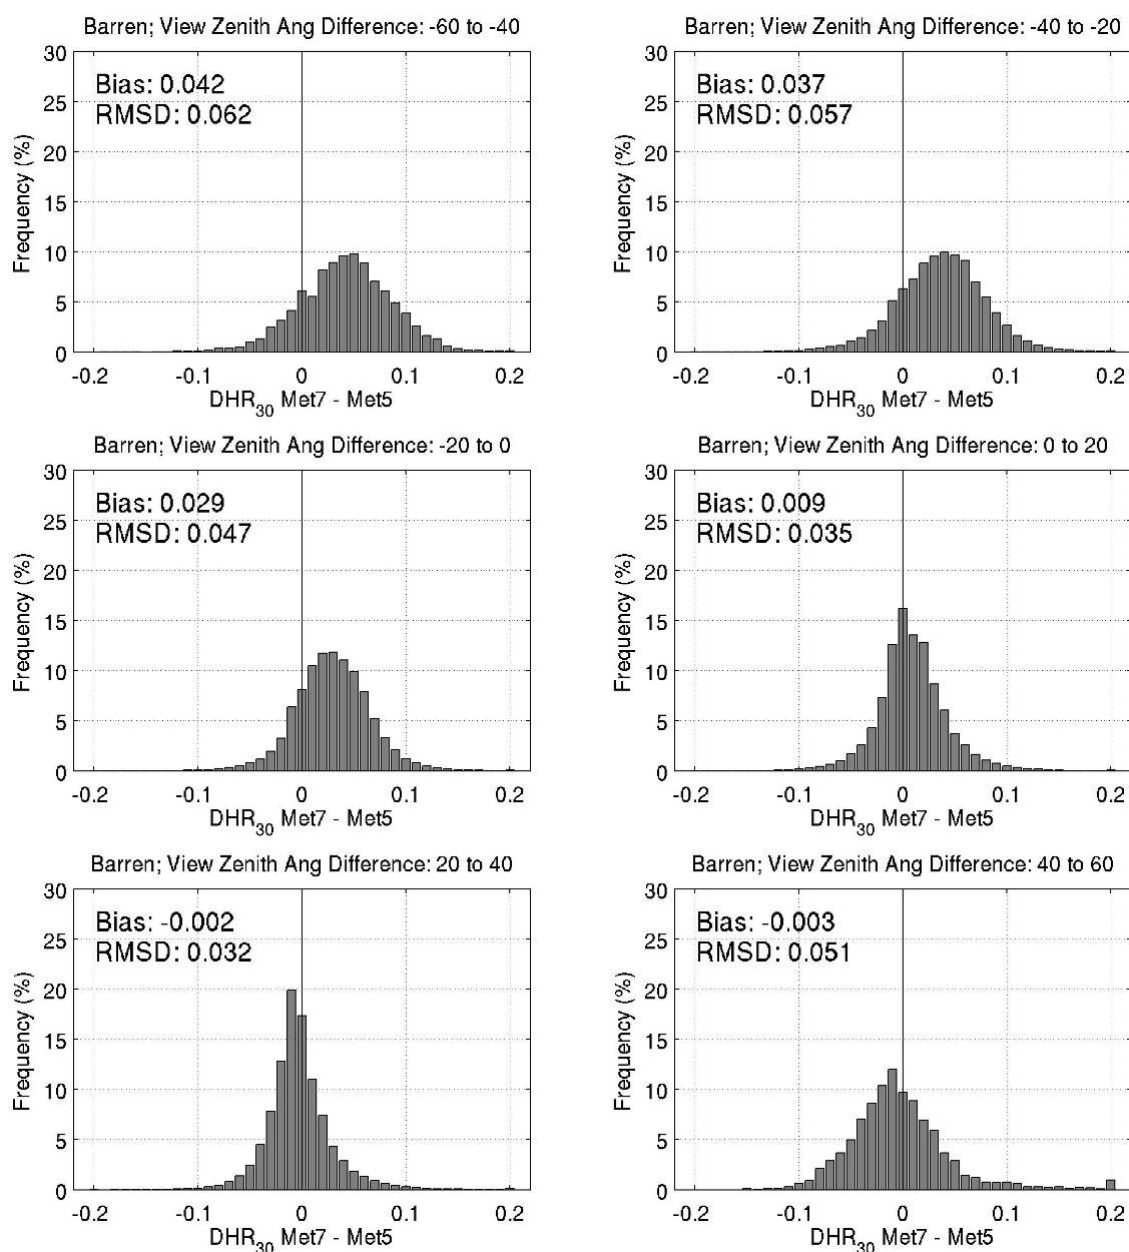 Barren; View Zenith Ang Difference: -60 to -40
30
25
20
15
10
5
0
Frequency (%)
Bias: 0.042
RMSD: 0.062
-0.2 -0.1 0 0.1 0.2
DHR30 Met7 - Met5
Barren; View Zenith Ang Difference: -40 to -20
30
25
20
15
10
5
0
Frequency (%)
Bias: 0.037
RMSD: 0.057
-0.2 -0.1 0 0.1 0.2
DHR30 Met7 - Met5
Barren; View Zenith Ang Difference: -20 to 0
30
25
20
15
10
5
0
Frequency (%)
Bias: 0.029
RMSD: 0.047
-0.2 -0.1 0 0.1 0.2
DHR30 Met7 - Met5
Barren; View Zenith Ang Difference: 0 to 20
30
25
20
15
10
5
0
Frequency (%)
Bias: 0.009
RMSD: 0.035
-0.2 -0.1 0 0.1 0.2
DHR30 Met7 - Met5
Barren; View Zenith Ang Difference: 20 to 40
30
25
20
15
10
5
0
Frequency (%)
Bias: -0.002
RMSD: 0.032
-0.2 -0.1 0 0.1 0.2
DHR30 Met7 - Met5
Barren; View Zenith Ang Difference: 40 to 60
30
25
20
15
10
5
0
Frequency (%)
Bias: -0.003
RMSD: 0.051
-0.2 -0.1 0 0.1 0.2
DHR30 Met7 - Met5